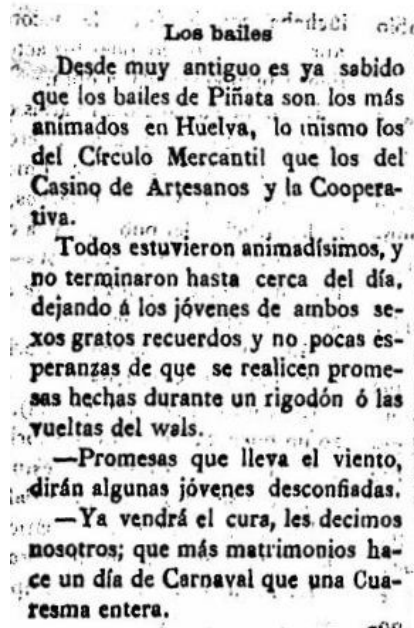 Los bailes
Desde muy antiguo es ya sabido
que los bailes de Piñata son los más
animados en Huelva, lo mismo los
del Círculo Mercantil que los del
Casino de Artesanos y la Coopera-
tiva.
Todos estuvieron animadísimos, y
no terminaron hasta cerca del día,
dejando á los jóvenes de ambos se-
xos gratos recuerdos y no pocas es-
peranzas de que se realicen prome-
sas hechas durante un rigodón ó las
vueltas del wals.
—Promesas que lleva el viento,
dirán algunas jóvenes desconfiadas.
—Ya vendrá el cura, les decimos
nosotros; que más matrimonios ha-
ce un día de Carnaval que una Cua-
resma entera.